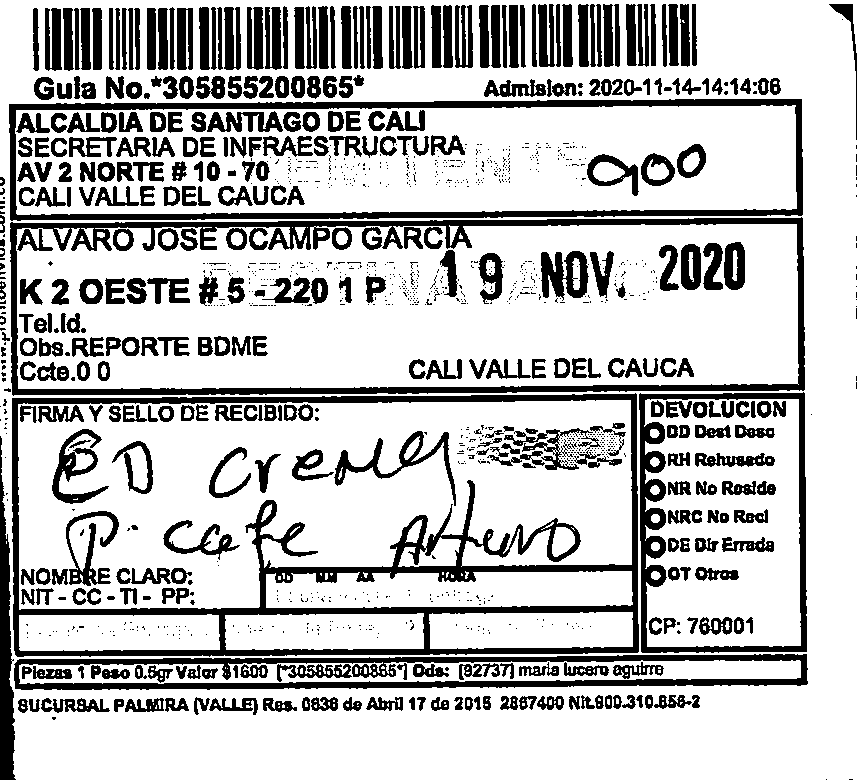 Guia No.*305855200865*
Admision: 2020-11-14-14:14:06
ALCALDIA DE SANTIAGO DE CALI
SECRETARIA DE INFRAESTRUCTURA
AV 2 NORTE # 10 - 70
REMITENTE
900
CALI VALLE DEL CAUCA
ALVARO JOSE OCAMPO GARCIA
K 2 OESTE # 5 - 220 1 P
DESTINATARIO
19 NOV. 2020
Tel.Id.
Obs.REPORTE BDME
Ccte.0 0
CALI VALLE DEL CAUCA
FIRMA Y SELLO DE RECIBIDO:
ED Cremey
P. Cafe Arturo
NOMBRE CLARO:
NIT - CC - TI - PP:
DD MM AA HORA
DEVOLUCION
DD Dest Desc
RH Rehusado
NR No Reside
NRC No Recl
DE Dir Errada
OT Otros
CP: 760001
Piezas 1 Peso 0.5gr Valor $1600 [*305855200865*] Ods: [92737] maria lucero aguirre
SUCURSAL PALMIRA (VALLE) Res. 0636 de Abril 17 de 2015 2867400 Nit.900.310.856-2